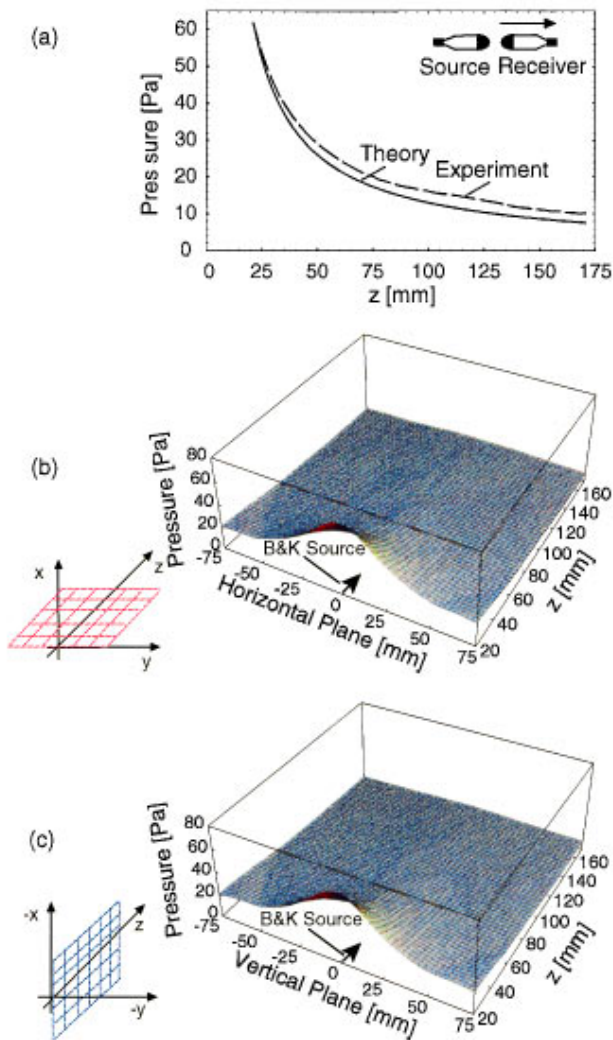 (a)
Pressure [Pa]
60
50
40
30
20
10
0
Source Receiver
Theory
Experiment
0 25 50 75 100 125 150 175
z [mm]
(b)
Pressure [Pa]
80
60
40
20
0
-75
-50
-25
0
25
50
75
B&K Source
Horizontal Plane [mm]
20
40
60
80
100
120
140
160
z [mm]
x
z
y
(c)
Pressure [Pa]
80
60
40
20
0
-75
-50
-25
0
25
50
75
B&K Source
Vertical Plane [mm]
20
40
60
80
100
120
140
160
z [mm]
-x
z
-y